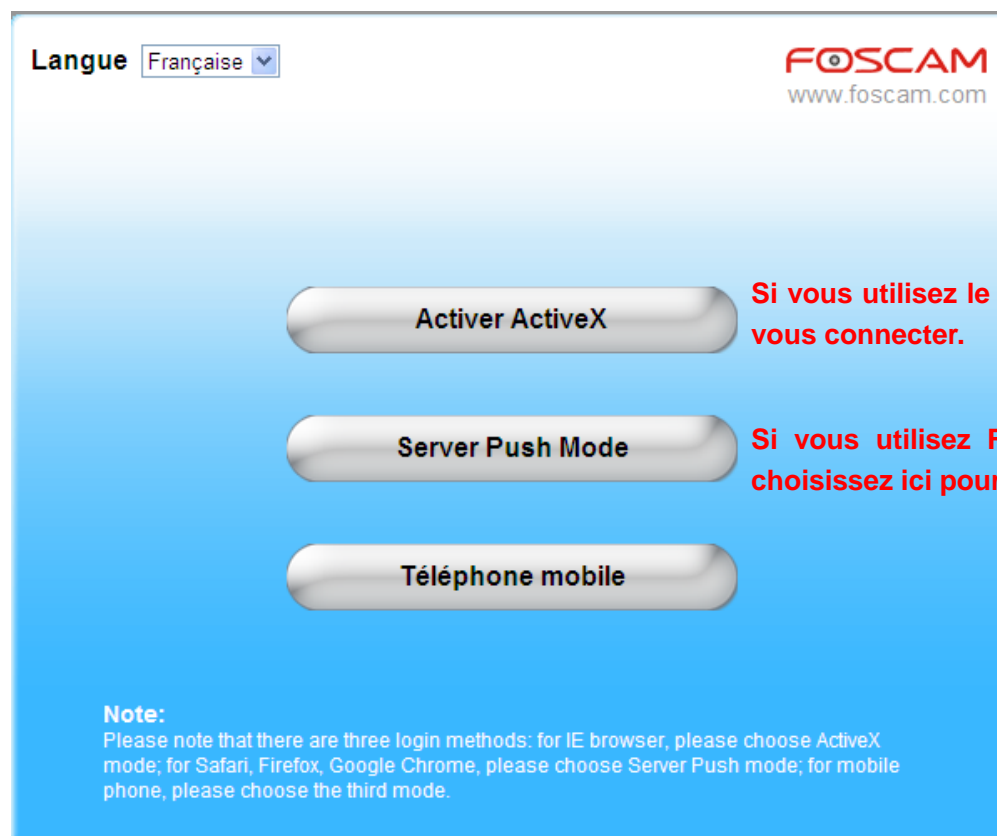 Langue Française
FOSCAM
www.foscam.com
Si vous utilisez le
vous connecter.
Activer ActiveX
Si vous utilisez
choisissez ici pour
Server Push Mode
Téléphone mobile
Note:
Please note that there are three login methods: for IE browser, please choose ActiveX
mode; for Safari, Firefox, Google Chrome, please choose Server Push mode; for mobile
phone, please choose the third mode.